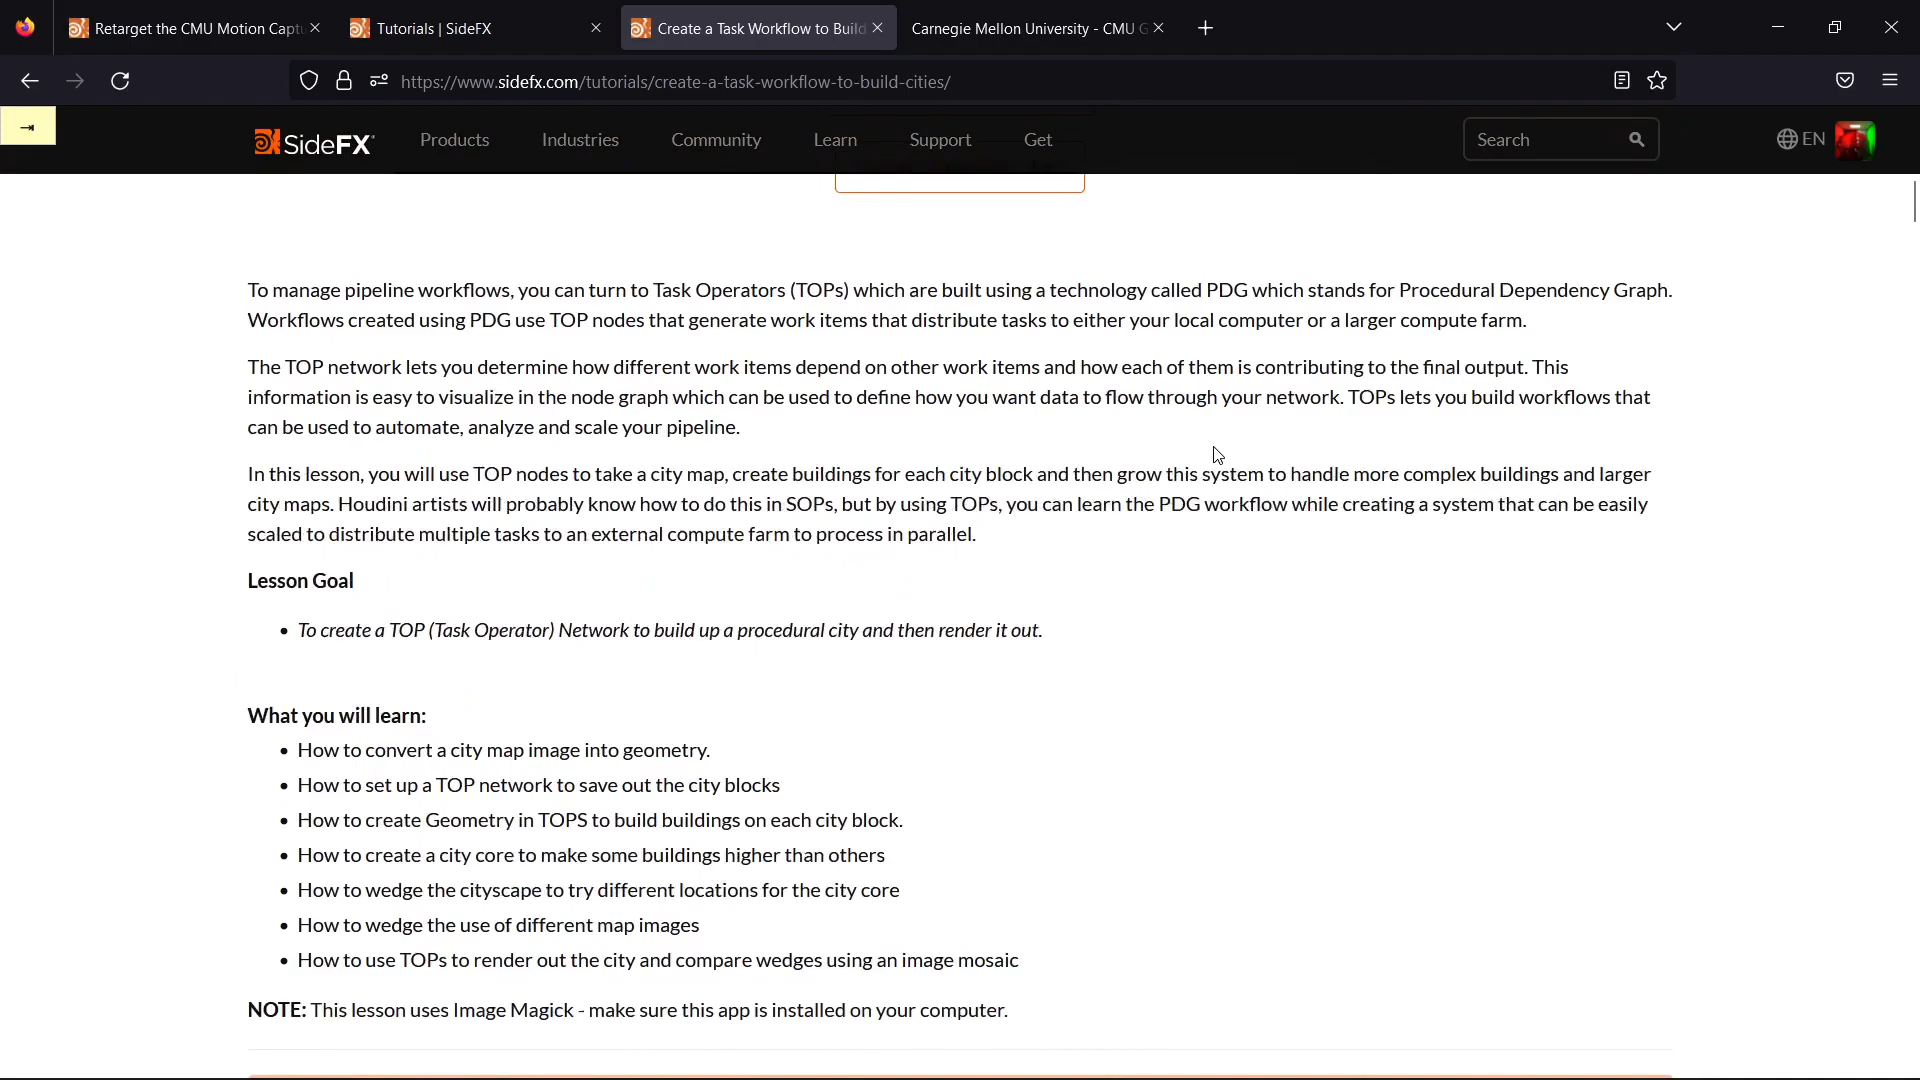 Retarget the CMU Motion Captu
Tutorials | SideFX
Create a Task Workflow to Build
Carnegie Mellon University - CMU G
https://www.sidefx.com/tutorials/create-a-task-workflow-to-build-cities/
SideFX
Products
Industries
Community
Learn
Support
Get
Search
EN
To manage pipeline workflows, you can turn to Task Operators (TOPs) which are built using a technology called PDG which stands for Procedural Dependency Graph.
Workflows created using PDG use TOP nodes that generate work items that distribute tasks to either your local computer or a larger compute farm.
The TOP network lets you determine how different work items depend on other work items and how each of them is contributing to the final output. This
information is easy to visualize in the node graph which can be used to define how you want data to flow through your network. TOPs lets you build workflows that
can be used to automate, analyze and scale your pipeline.
In this lesson, you will use TOP nodes to take a city map, create buildings for each city block and then grow this system to handle more complex buildings and larger
city maps. Houdini artists will probably know how to do this in SOPs, but by using TOPs, you can learn the PDG workflow while creating a system that can be easily
scaled to distribute multiple tasks to an external compute farm to process in parallel.
Lesson Goal
• To create a TOP (Task Operator) Network to build up a procedural city and then render it out.
What you will learn:
• How to convert a city map image into geometry.
• How to set up a TOP network to save out the city blocks
• How to create Geometry in TOPS to build buildings on each city block.
• How to create a city core to make some buildings higher than others
• How to wedge the cityscape to try different locations for the city core
• How to wedge the use of different map images
• How to use TOPs to render out the city and compare wedges using an image mosaic
NOTE: This lesson uses Image Magick - make sure this app is installed on your computer.